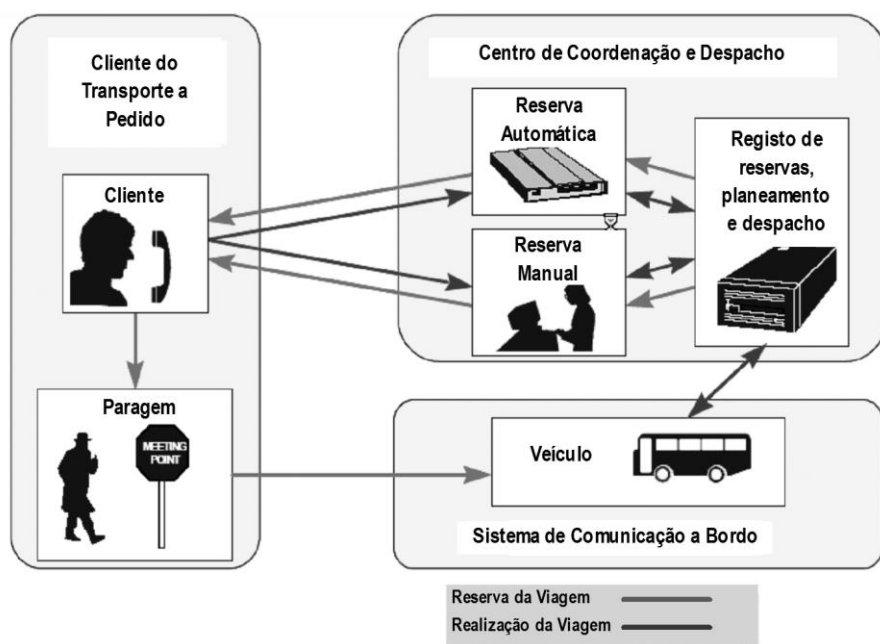 Cliente do
Transporte a
Pedido
Cliente
Paragem
MEETING
POINT
Centro de Coordenação e Despacho
Reserva
Automática
Reserva
Manual
Registo de
reservas,
planeamento
e despacho
Veículo
Sistema de Comunicação a Bordo
Reserva da Viagem
Realização da Viagem